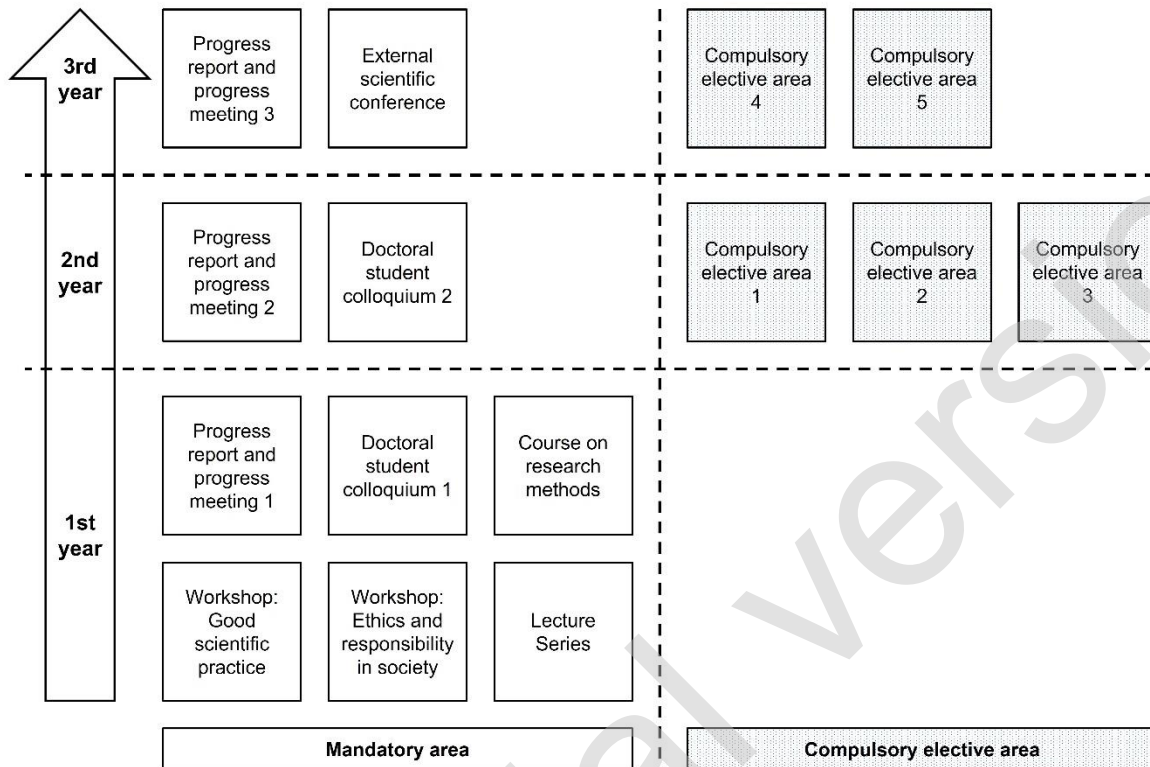 3rd
year
Progress
report and
progress
meeting 3
External
scientific
conference
Compulsory
elective area
4
Compulsory
elective area
5
2nd
year
Progress
report and
progress
meeting 2
Doctoral
student
colloquium 2
Compulsory
elective area
1
Compulsory
elective area
2
Compulsory
elective area
3
1st
year
Progress
report and
progress
meeting 1
Doctoral
student
colloquium 1
Course on
research
methods
Workshop:
Good
scientific
practice
Workshop:
Ethics and
responsibility
in society
Lecture
Series
Mandatory area
Compulsory elective area